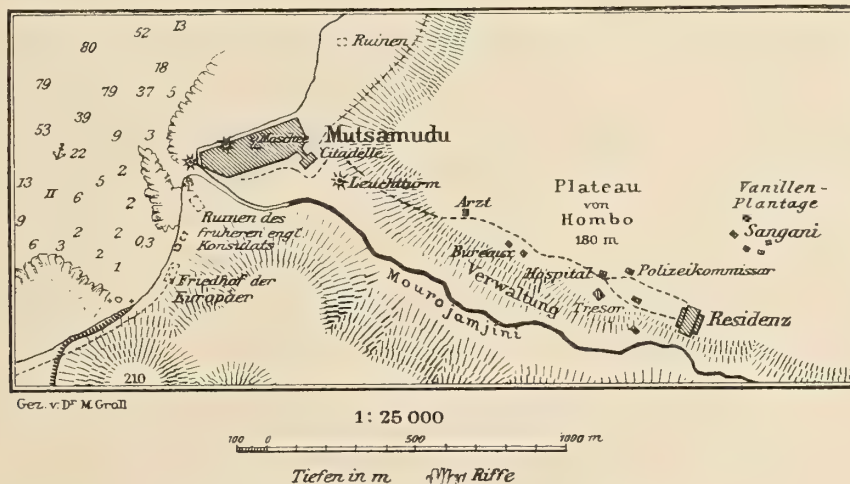 52 13
80
Ruinen
18
79 79 37 5
39
Moschee
Mutsamudu
53 9 3
Citadelle
22
2
Leuchturm
13 5
II 6 2
Arzt
Plateau
von
Hombo
180 m
Vanillen-
Plantage
Sangani
9
Ruinen des
früheren engl.
Konsulats
2
6 3 2 0,3
2
1
Bureaux
Hospital
Polizeikommissar
Verwaltung
Tresor
Friedhof der
Europäer
Mourojamjini
Residenz
210
Gez. v. Dr. M. Groll
1: 25 000
100 0 500 1000 m
Tiefen in m Riffe